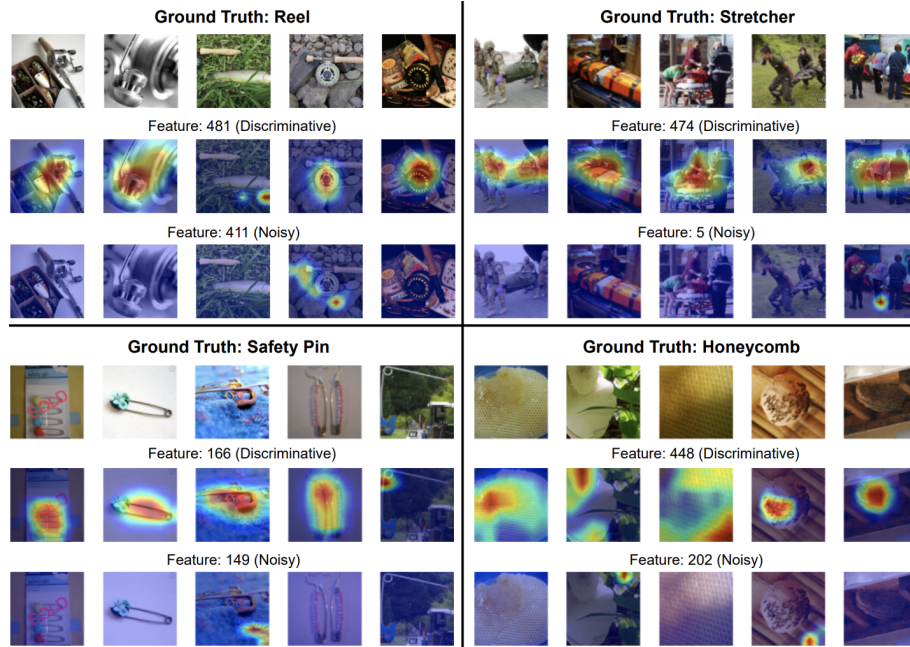 Ground Truth: Reel
Feature: 481 (Discriminative)
Feature: 411 (Noisy)
Ground Truth: Stretcher
Feature: 474 (Discriminative)
Feature: 5 (Noisy)
Ground Truth: Safety Pin
SOLD
Feature: 166 (Discriminative)
Feature: 149 (Noisy)
Ground Truth: Honeycomb
Feature: 448 (Discriminative)
Feature: 202 (Noisy)